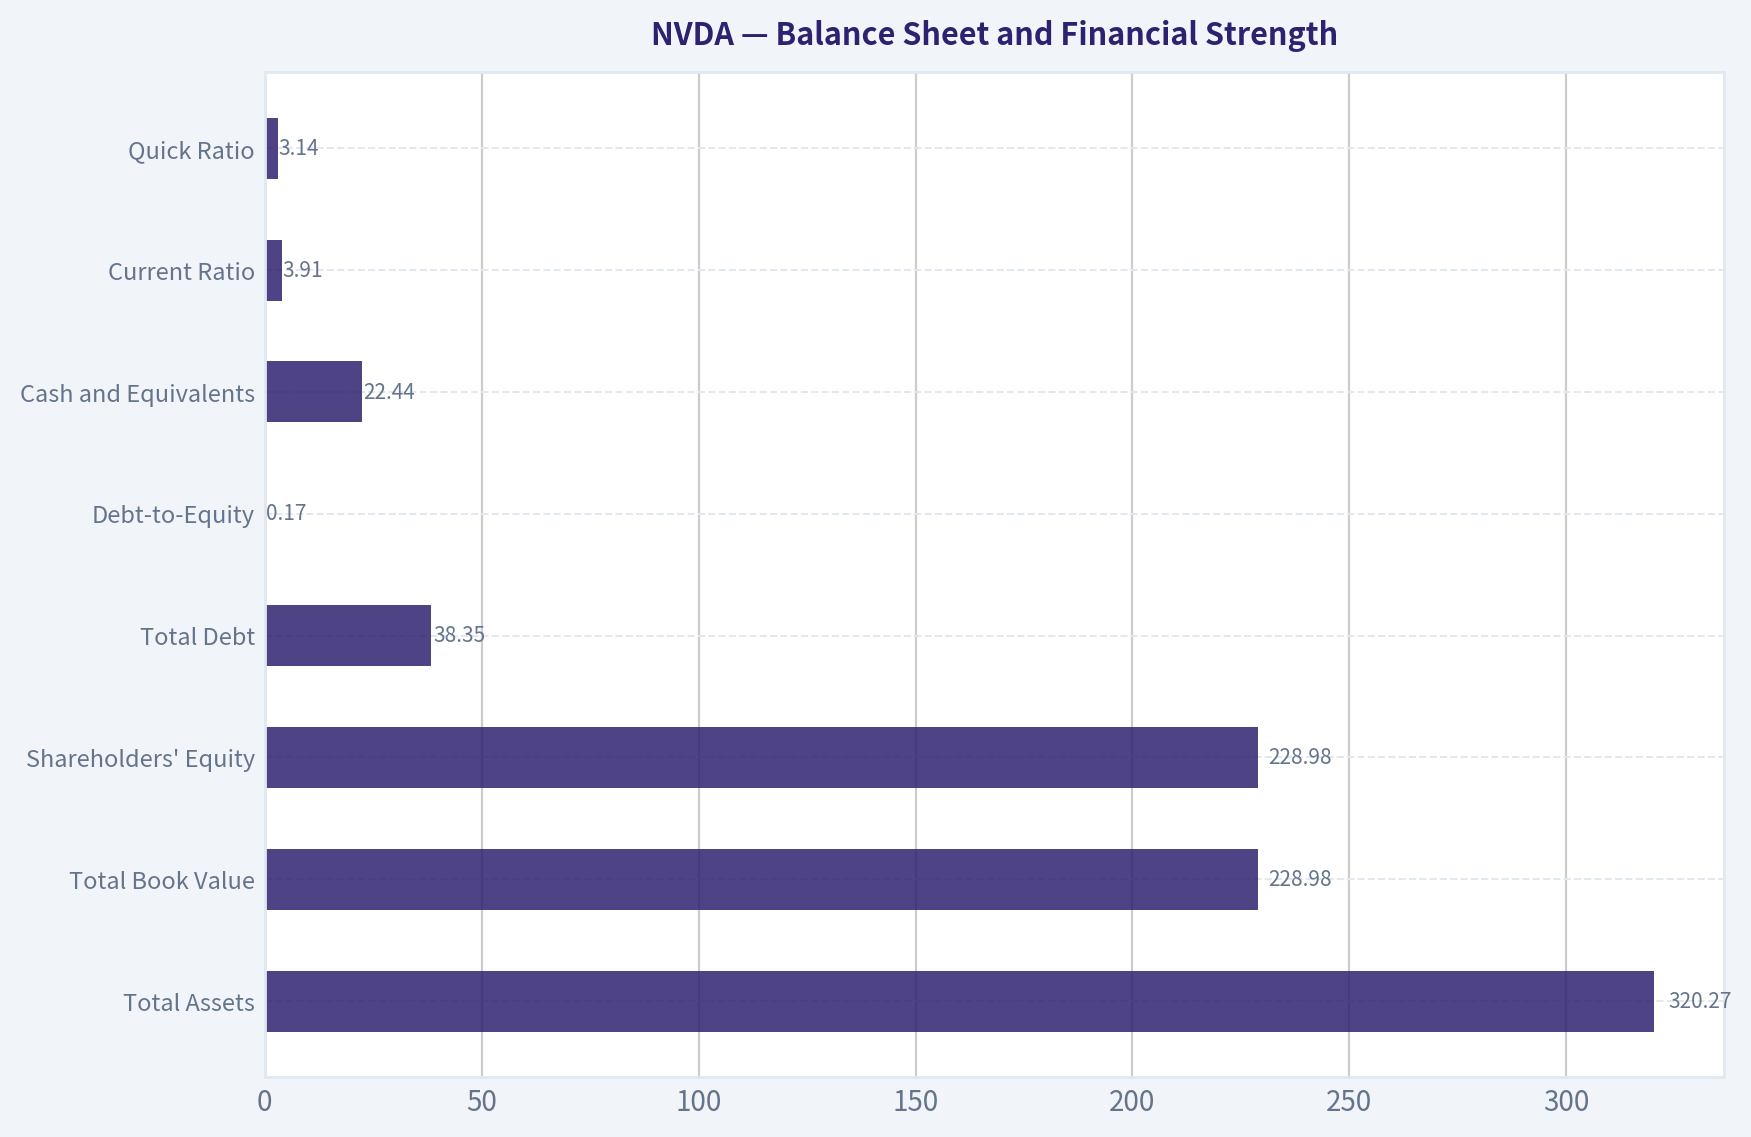 NVDA — Balance Sheet and Financial Strength
Quick Ratio 3.14
Current Ratio 3.91
Cash and Equivalents 22.44
Debt-to-Equity 0.17
Total Debt 38.35
Shareholders' Equity 228.98
Total Book Value 228.98
Total Assets 320.27
0 50 100 150 200 250 300